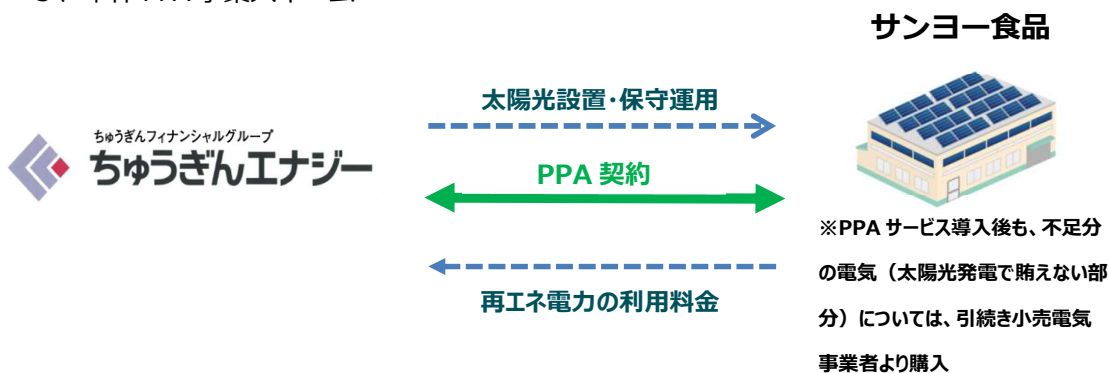 サンヨー食品
太陽光設置・保守運用
ちゅうぎんフィナンシャルグループ
ちゅうぎんエナジー
PPA 契約
再エネ電力の利用料金
※PPA サービス導入後も、不足分
の電気（太陽光発電で賄えない部
分）については、引続き小売電気
事業者より購入